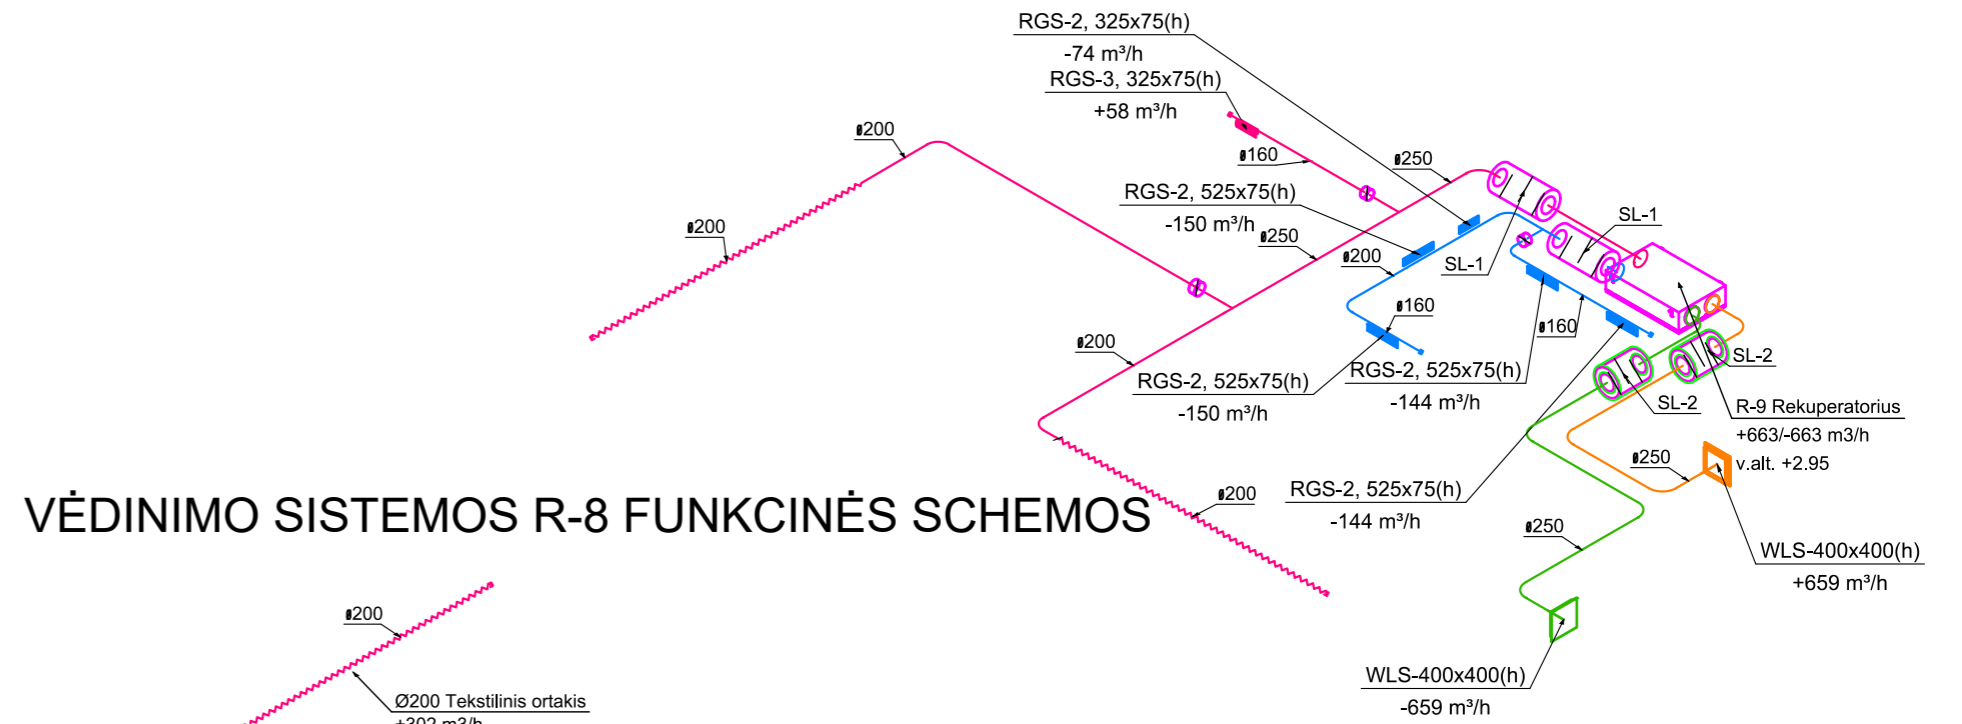 RGS-2, 325x75(h)
-74 m³/h
RGS-3, 325x75(h)
+58 m³/h
ø200
ø160
ø250
RGS-2, 525x75(h)
-150 m³/h
SL-1
ø200
ø250
ø200
SL-1
ø160
ø160
ø200
RGS-2, 525x75(h)
-150 m³/h
RGS-2, 525x75(h)
-144 m³/h
SL-2
SL-2
R-9 Rekuperatorius
+663/-663 m3/h
v.alt. +2.95
ø250
RGS-2, 525x75(h)
-144 m³/h
ø200
VĖDINIMO SISTEMOS R-8 FUNKCINĖS SCHEMOS
ø250
WLS-400x400(h)
+659 m³/h
ø200
WLS-400x400(h)
-659 m³/h
Ø200 Tekstilinis ortakis
+302 m3/h